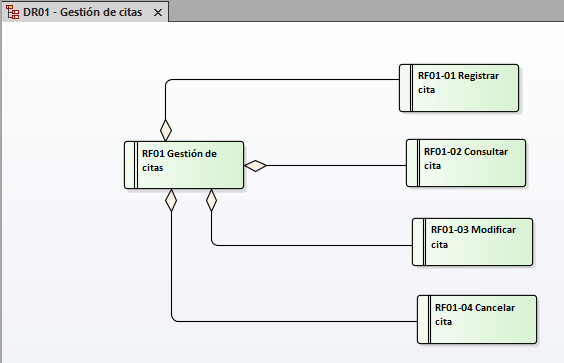 DR01 - Gestión de citas
RF01-01 Registrar
cita
RF01 Gestión de
citas
RF01-02 Consultar
cita
RF01-03 Modificar
cita
RF01-04 Cancelar
cita